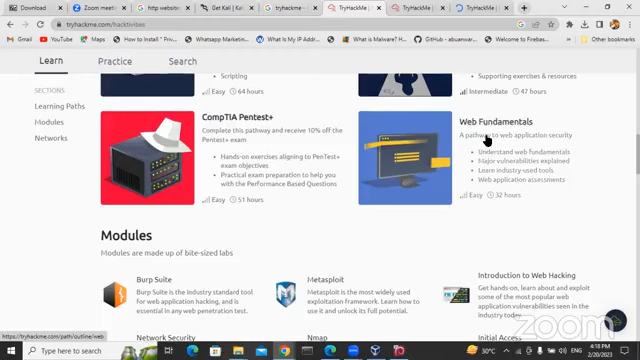 Download
Zoom meeti
http websit
Get Kali | Ka
tryhackme
TryHackMe |
TryHackMe |
TryHackMe |
tryhackme.com/hacktivities
Gmail
YouTube
Maps
How to Install " Priv...
What Is My IP Addr...
What is Malware? H...
GitHub - abuanwar...
Welcome to Firebas...
Other bookmarks
Learn
Practice
Search
SECTIONS
Learning Paths
Modules
Networks
Scripting
Easy 64 hours
Supporting exercises & resources
Intermediate 47 hours
CompTIA Pentest+
Complete this pathway and receive 10% off the
Pentest+ exam
Hands-on exercises aligning to PenTest+
exam objectives
Practical exam preparation to help you
with the Performance Based Questions
Easy 51 hours
Web Fundamentals
A pathway to web application security
Understand web fundamentals
Major vulnerabilities explained
Learn industry-used tools
Web application assessments
Easy 32 hours
Modules
Modules are made up of bite-sized labs
Burp Suite
Burp Suite is the industry standard tool
for web application hacking, and is
essential in any web penetration test.
Metasploit
Metasploit is the most widely used
exploitation framework. Learn how to
use it and unlock its full potential.
Introduction to Web Hacking
Get hands on, learn about and exploit
some of the most popular web
application vulnerabilities seen in the
industry today.
Network Security
Nmap
Initial Access
https://tryhackme.com/path/outline/web
zoom
Type here to search
30°C
4:18 PM
2/20/2023